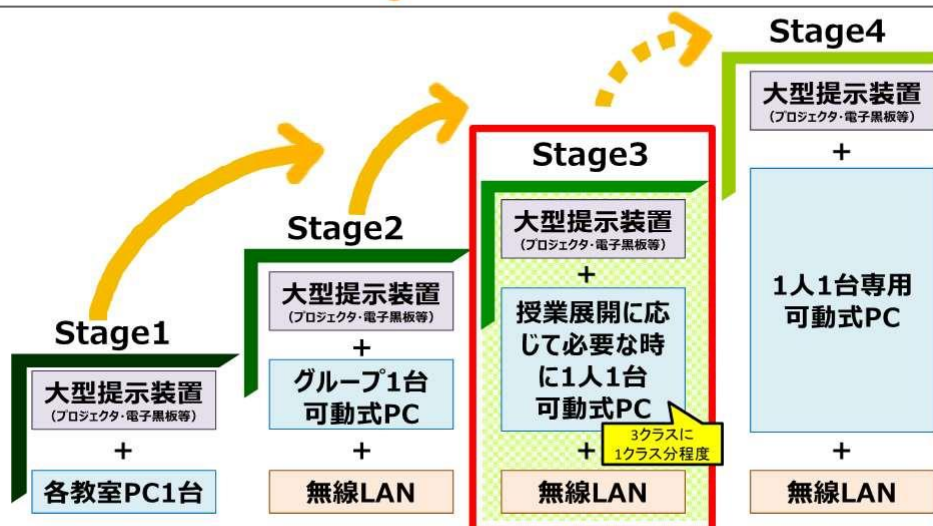 Stage1
大型提示装置
(プロジェクタ・電子黒板等)
+
各教室PC1台
Stage2
大型提示装置
(プロジェクタ・電子黒板等)
+
グループ1台
可動式PC
+
無線LAN
Stage3
大型提示装置
(プロジェクタ・電子黒板等)
+
授業展開に応
じて必要な時
に1人1台
可動式PC
3クラスに
1クラス分程度
+
無線LAN
Stage4
大型提示装置
(プロジェクタ・電子黒板等)
+
1人1台専用
可動式PC
+
無線LAN